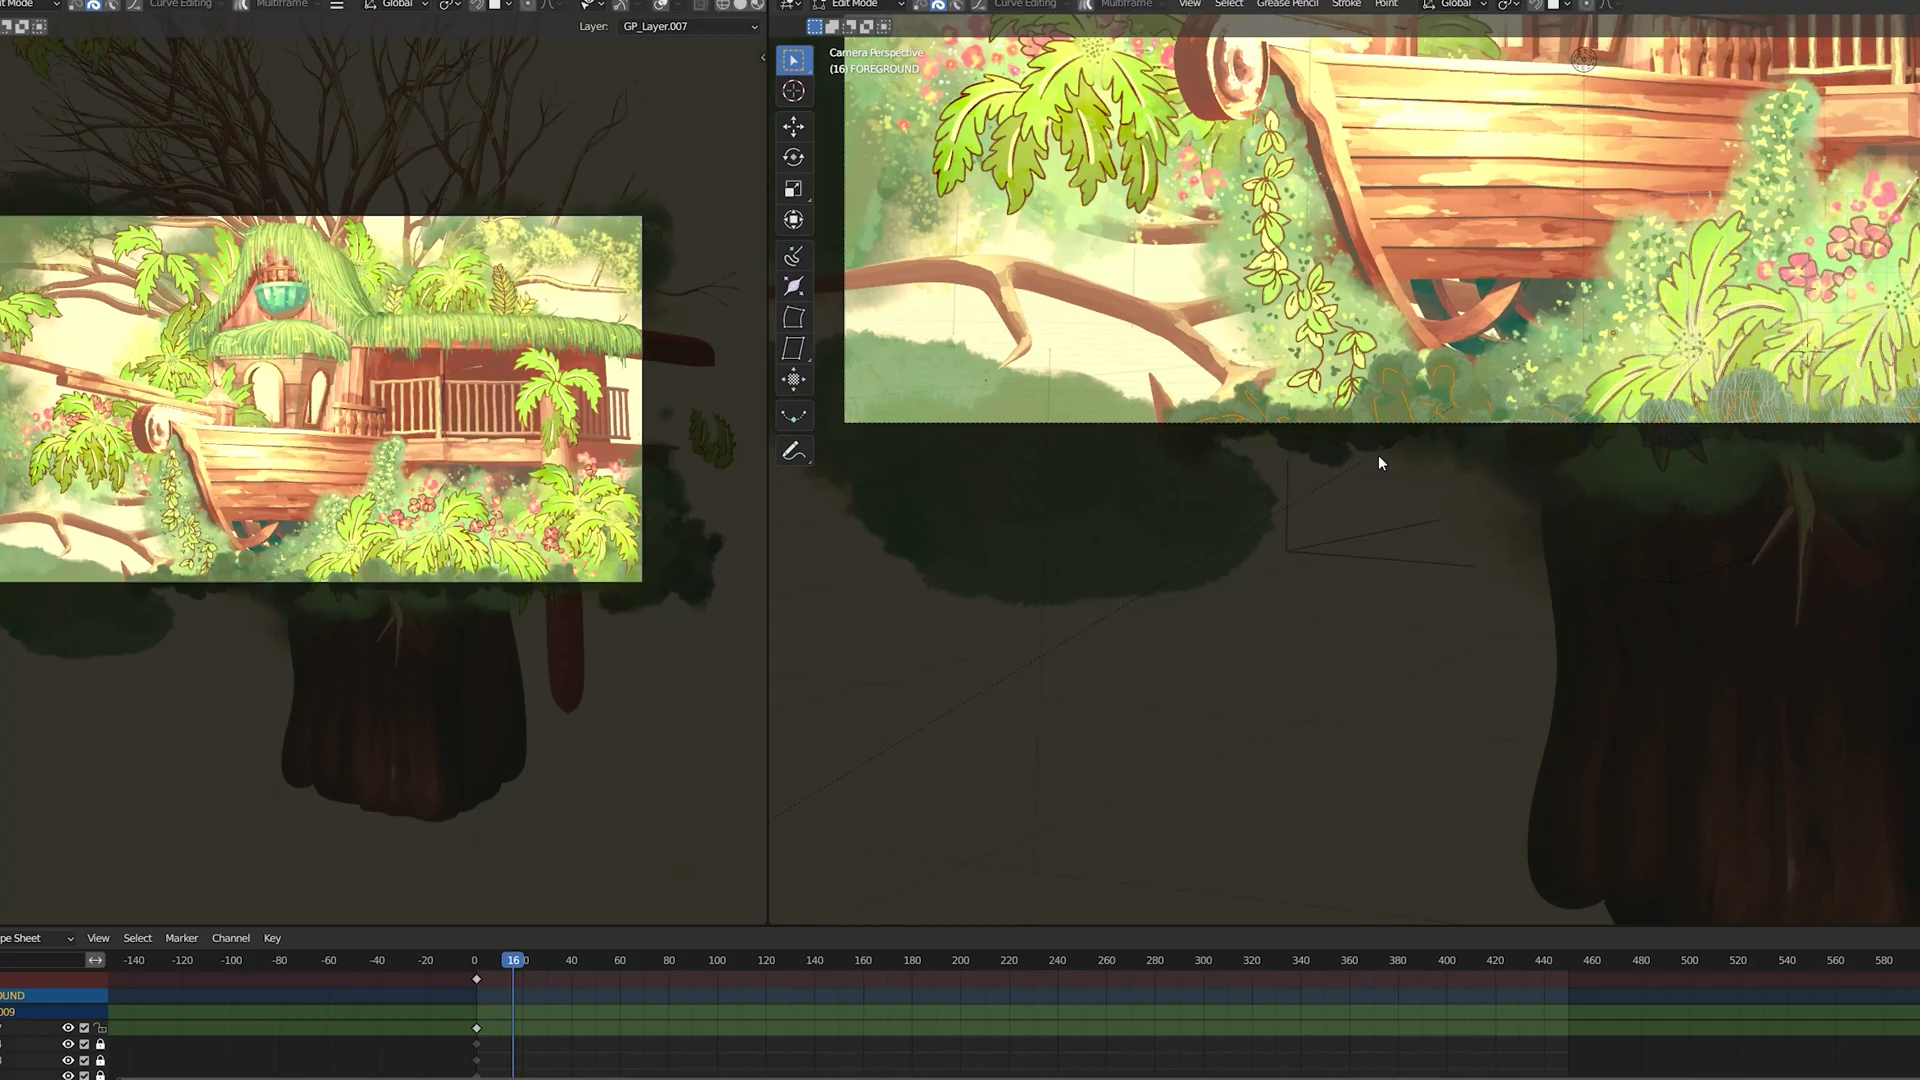 it Mode Curve Editing Multiframe Global
Layer: GP_Layer.007
Edit Mode Curve Editing Multiframe View Select Grease Pencil Stroke Point Global
Camera Perspective
(16) FOREGROUND
pe Sheet View Select Marker Channel Key
-140 -120 -100 -80 -60 -40 -20 0 16 0 40 60 80 100 120 140 160 180 200 220 240 260 280 300 320 340 360 380 400 420 440 460 480 500 520 540 560 580
OUND
009